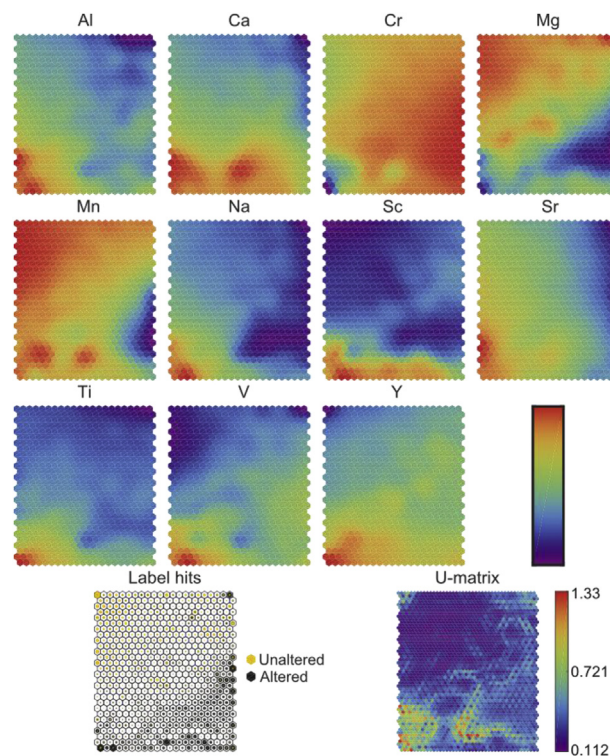 Al Ca Cr Mg
Mn Na Sc Sr
Ti V Y
Label hits U-matrix
1.33
Unaltered
Altered
0.721
0.112